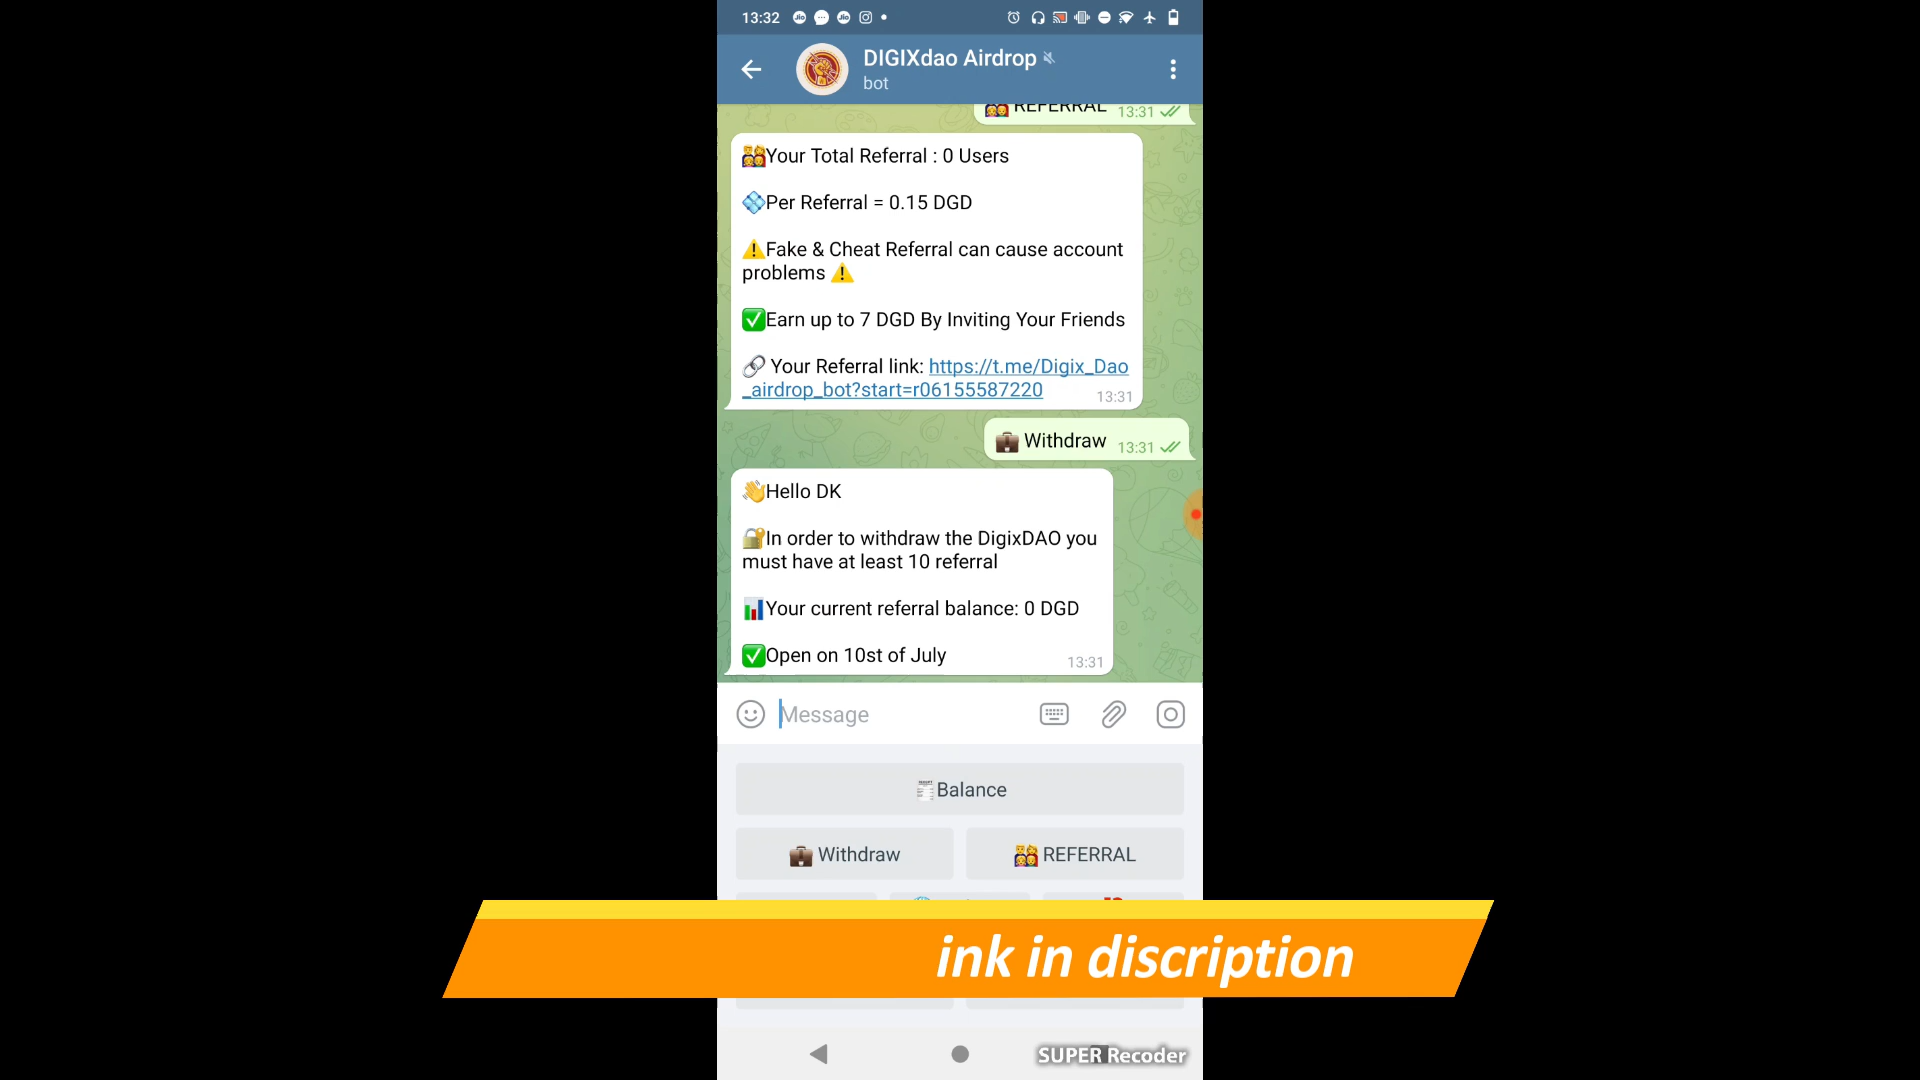 13:32
DIGIXdao Airdrop
bot
REFERRAL 13:31
Your Total Referral : 0 Users
Per Referral = 0.15 DGD
Fake & Cheat Referral can cause account
problems
Earn up to 7 DGD By Inviting Your Friends
Your Referral link: https://t.me/Digix_Dao
_airdrop_bot?start=r06155587220 13:31
Withdraw 13:31
Hello DK
In order to withdraw the DigixDAO you
must have at least 10 referral
Your current referral balance: 0 DGD
Open on 10st of July 13:31
Message
Balance
Withdraw REFERRAL
ink in discription
SUPER Recoder